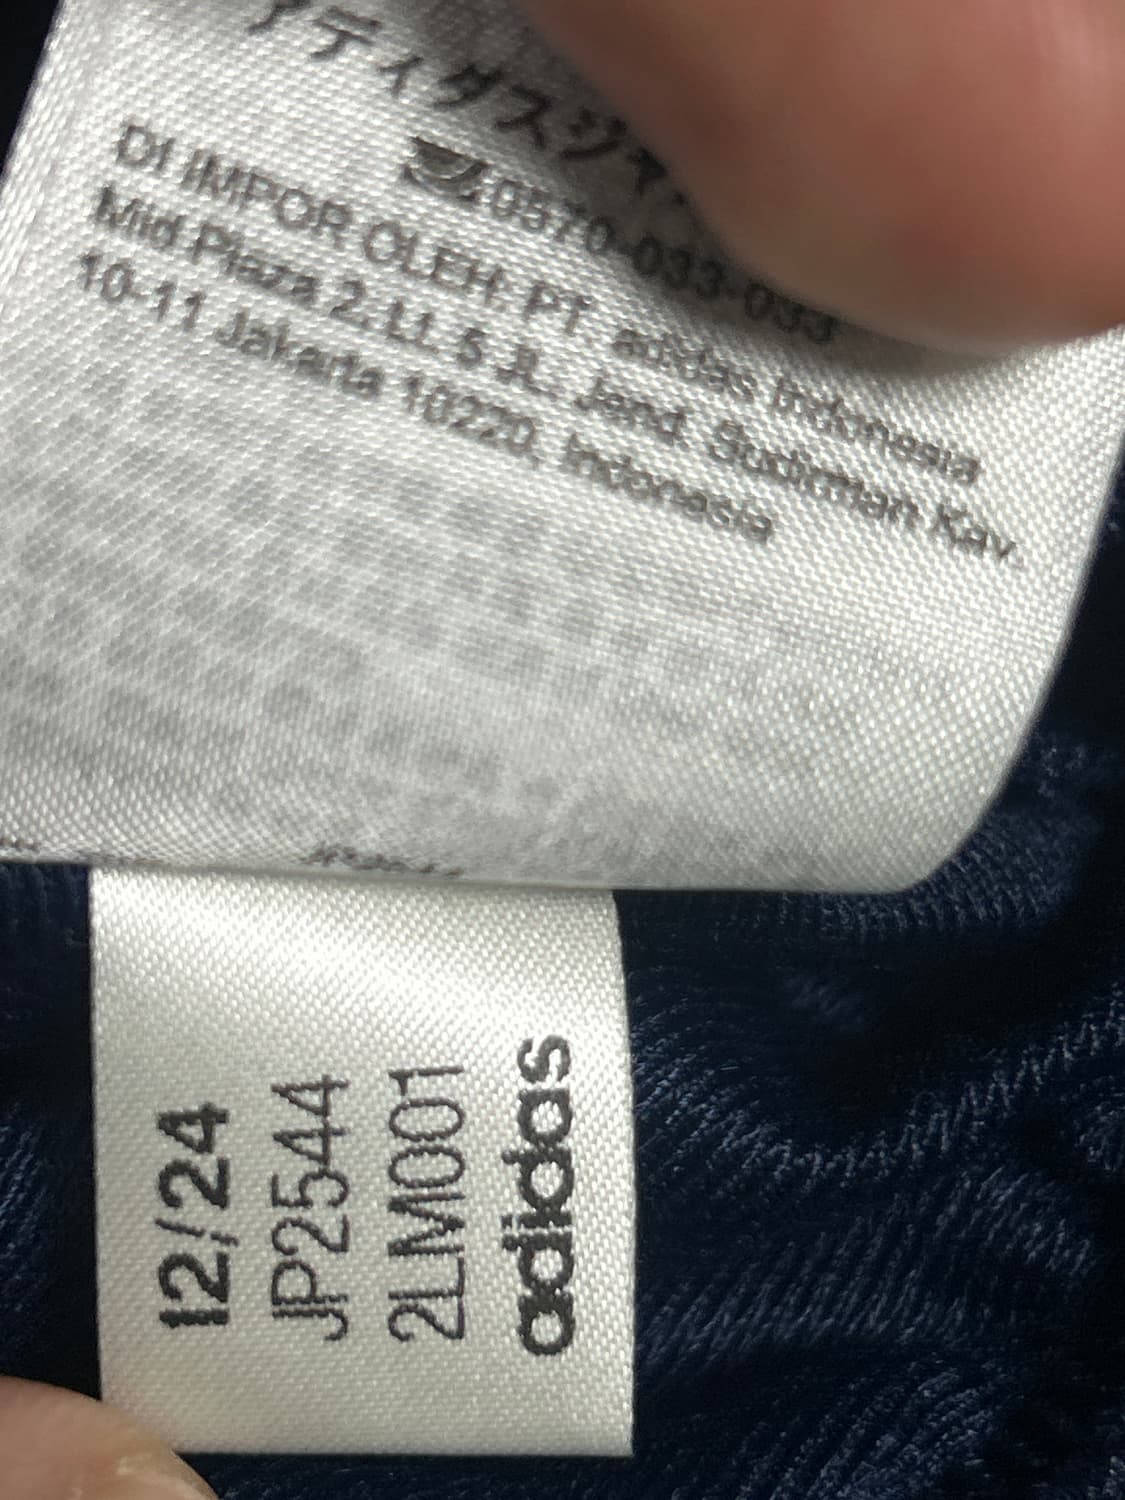 アディダスジャ
0570-033-033
DI IMPOR OLEH: PT. adidas Indonesia
Mid Plaza 2. Lt. 5 JL. Jend. Sudirman Kav.
10-11 Jakarta 10220, Indonesia
12/24
JP2544
2LM001
adidas